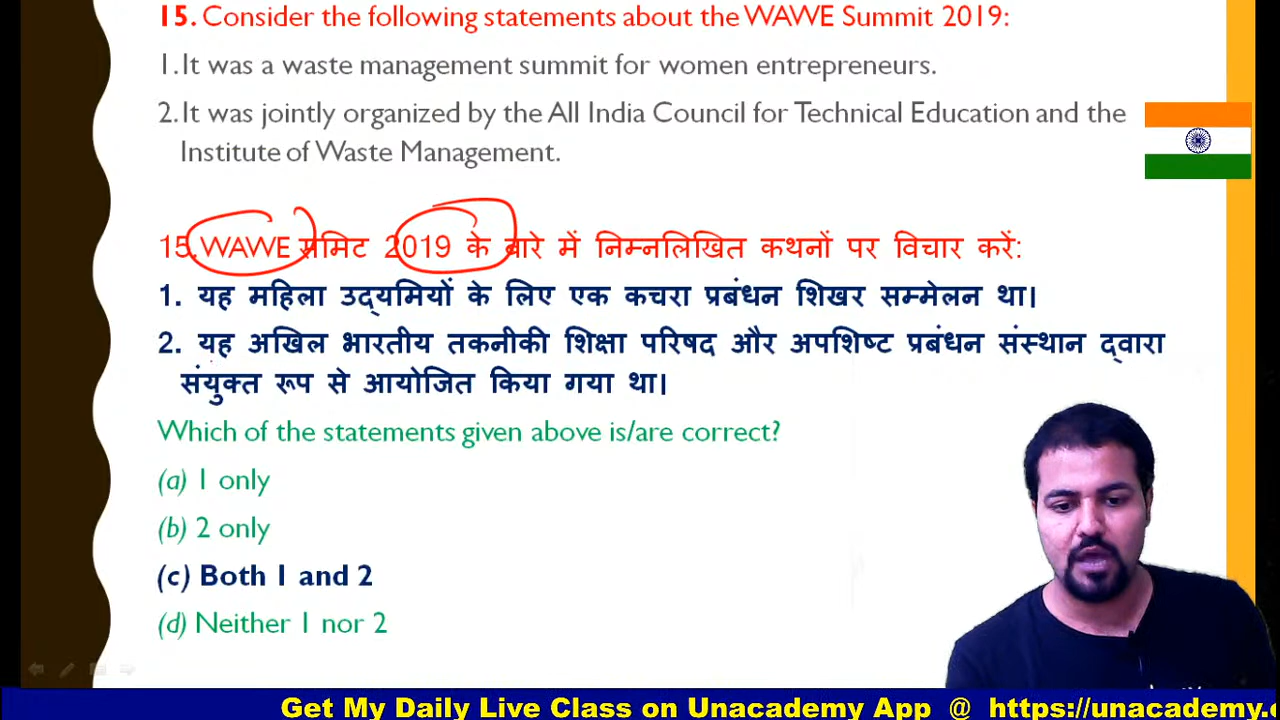 15. Consider the following statements about the WAWE Summit 2019:
1. It was a waste management summit for women entrepreneurs.
2. It was jointly organized by the All India Council for Technical Education and the
Institute of Waste Management.
15. WAWE समिट 2019 के बारे में निम्नलिखित कथनों पर विचार करें:
1. यह महिला उद्यमियों के लिए एक कचरा प्रबंधन शिखर सम्मेलन था।
2. यह अखिल भारतीय तकनीकी शिक्षा परिषद और अपशिष्ट प्रबंधन संस्थान द्वारा
संयुक्त रूप से आयोजित किया गया था।
Which of the statements given above is/are correct?
(a) 1 only
(b) 2 only
(c) Both 1 and 2
(d) Neither 1 nor 2
Get My Daily Live Class on Unacademy App @ https://unacademy.c